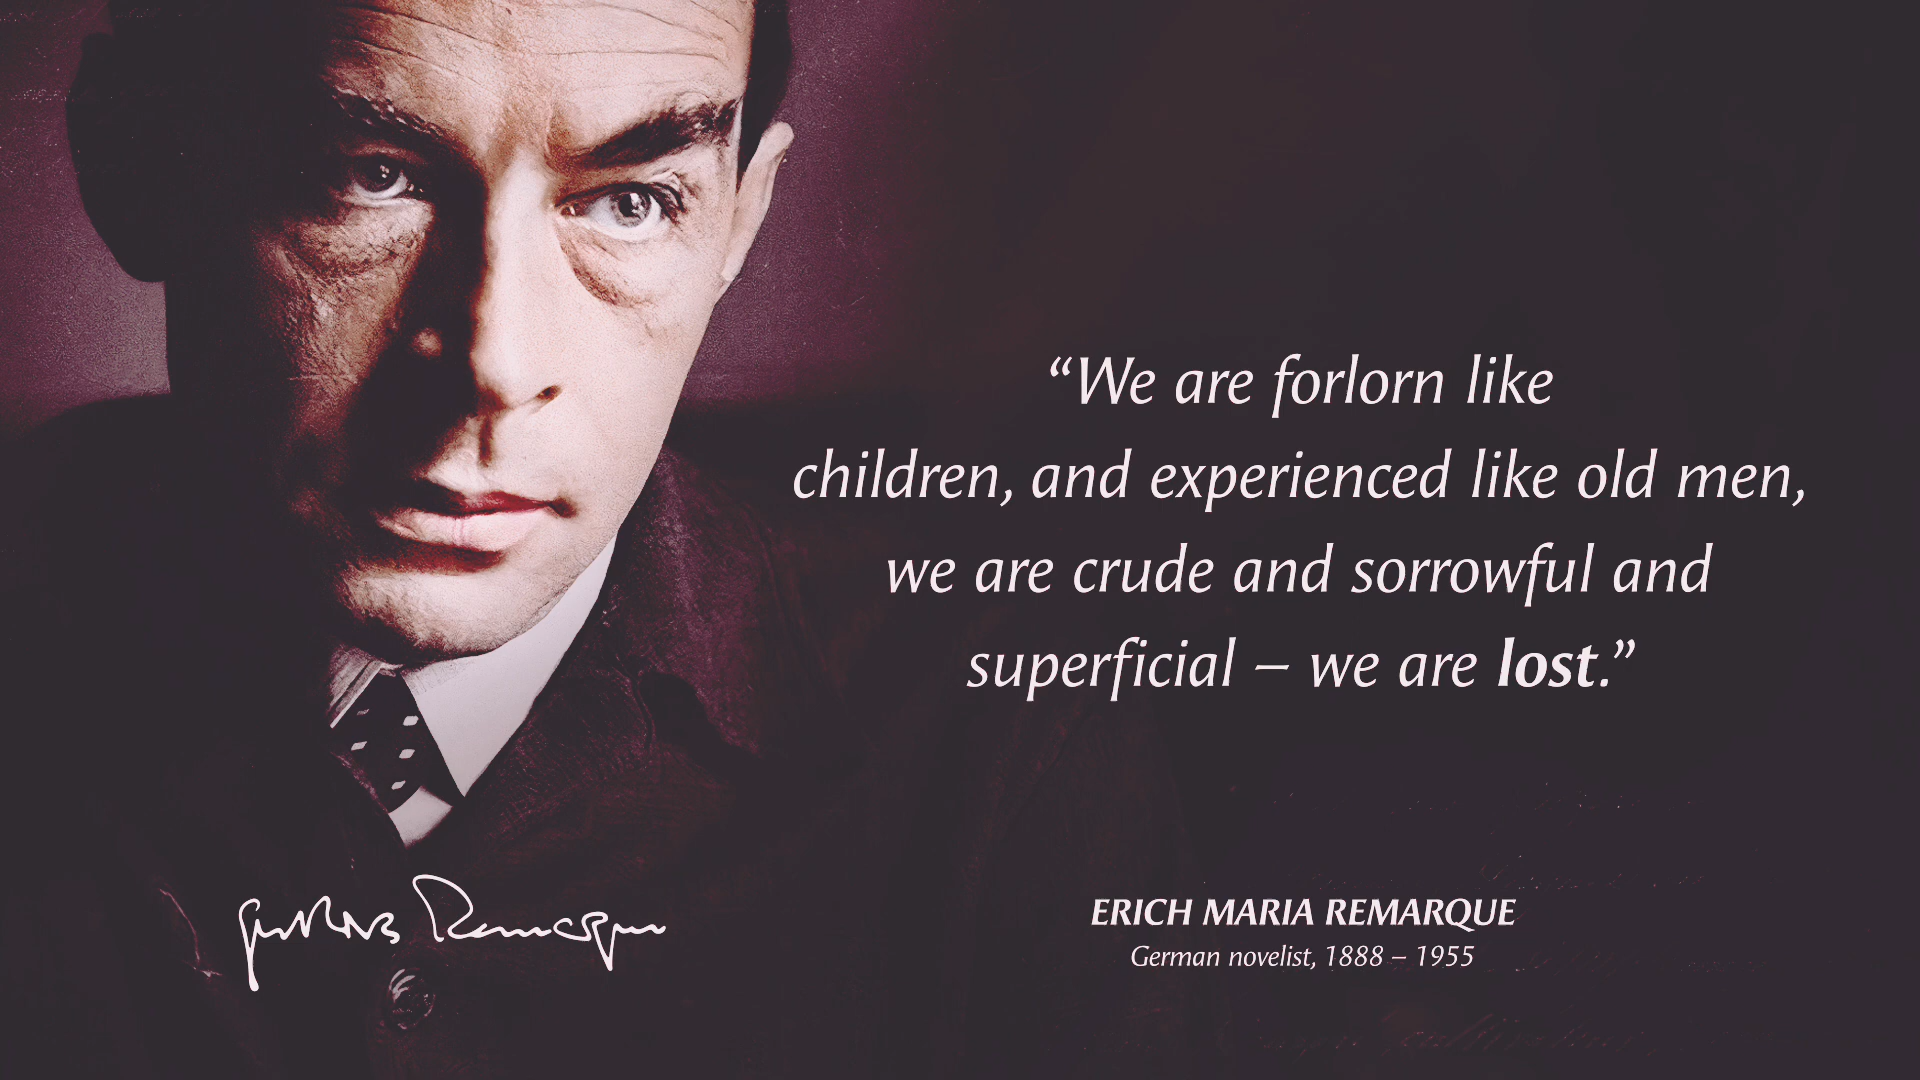 “We are forlorn like
children, and experienced like old men,
we are crude and sorrowful and
superficial – we are lost.”
Remarque
ERICH MARIA REMARQUE
German novelist, 1888 – 1955